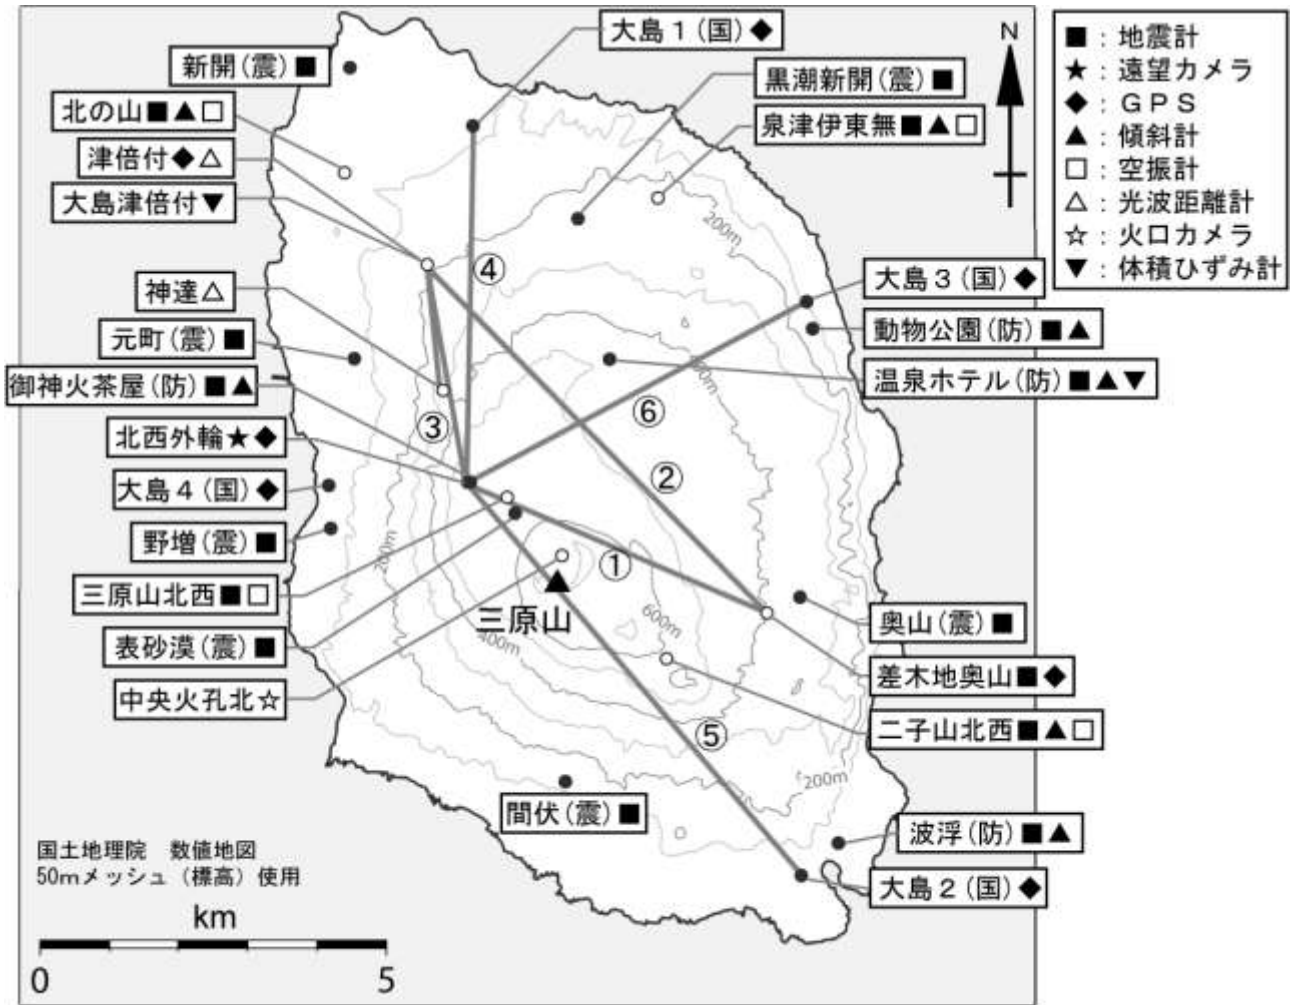 大島１(国)◆
新開(震)■
北の山■▲□
津倍付◆△
大島津倍付▼
神達△
元町(震)■
御神火茶屋(防)■▲
北西外輪★◆
大島４(国)◆
野増(震)■
三原山北西■□
表砂漠(震)■
中央火孔北☆
黒潮新開(震)■
泉津伊東無■▲□
大島３(国)◆
動物公園(防)■▲
温泉ホテル(防)■▲▼
奥山(震)■
差木地奥山■◆
二子山北西■▲□
波浮(防)■▲
大島２(国)◆
間伏(震)■
N
■：地震計
★：遠望カメラ
◆：ＧＰＳ
▲：傾斜計
□：空振計
△：光波距離計
☆：火口カメラ
▼：体積ひずみ計
④
③
⑥
②
①
⑤
三原山
200m
200m
400m
600m
200m
国土地理院　数値地図
50mメッシュ（標高）使用
km
0
5